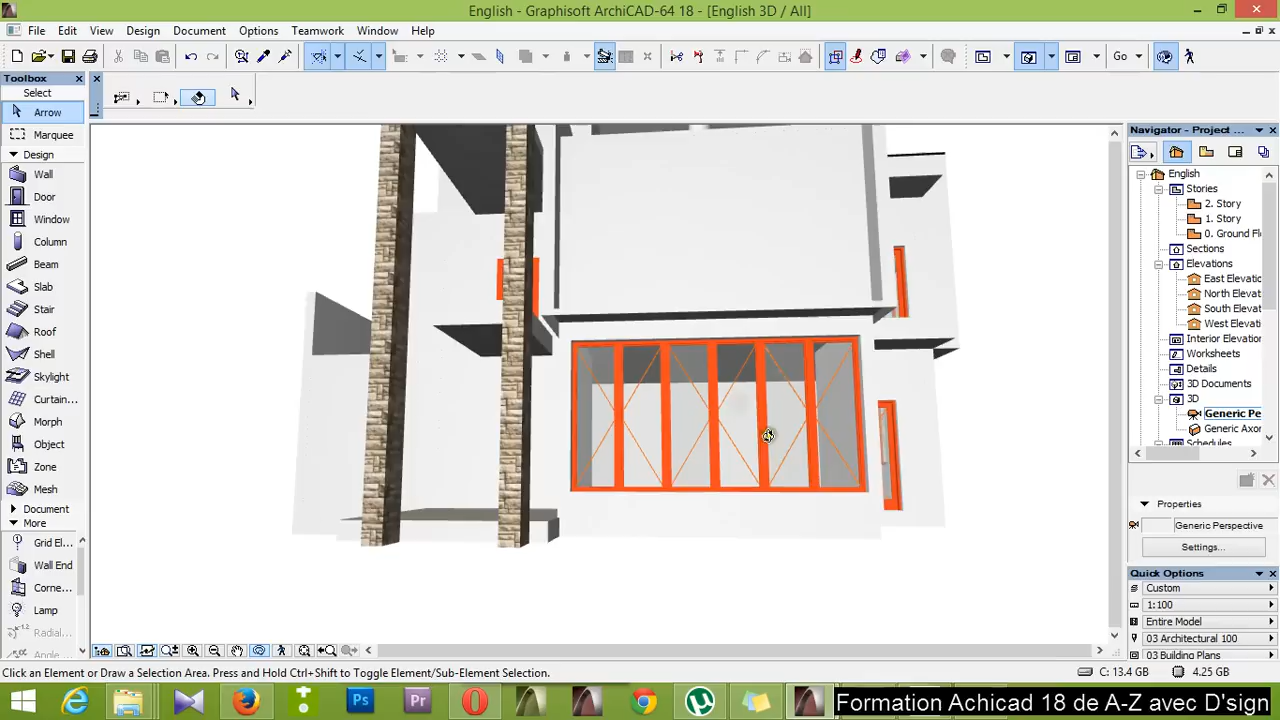 English - Graphisoft ArchiCAD-64 18 - [English 3D / All]
File Edit View Design Document Options Teamwork Window Help
Go
Toolbox
Select
Arrow
Marquee
Design
Wall
Door
Window
Column
Beam
Slab
Stair
Roof
Shell
Skylight
Curtain...
Morph
Object
Zone
Mesh
Document
More
Grid El...
Wall End
Corne...
Lamp
Radial...
Angle
Navigator - Project ...
English
Stories
2. Story
1. Story
0. Ground Fl
Sections
Elevations
East Elevatio
North Elevat
South Elevat
West Elevati
Interior Elevation
Worksheets
Details
3D Documents
3D
Generic Pe
Generic Axon
Schedules
Properties
Generic Perspective
Settings...
Quick Options
Custom
1:100
Entire Model
03 Architectural 100
03 Building Plans
Click an Element or Draw a Selection Area. Press and Hold Ctrl+Shift to Toggle Element/Sub-Element Selection.
C: 13.4 GB
4.25 GB
Ps
Pr
Formation Achicad 18 de A-Z avec D'sign